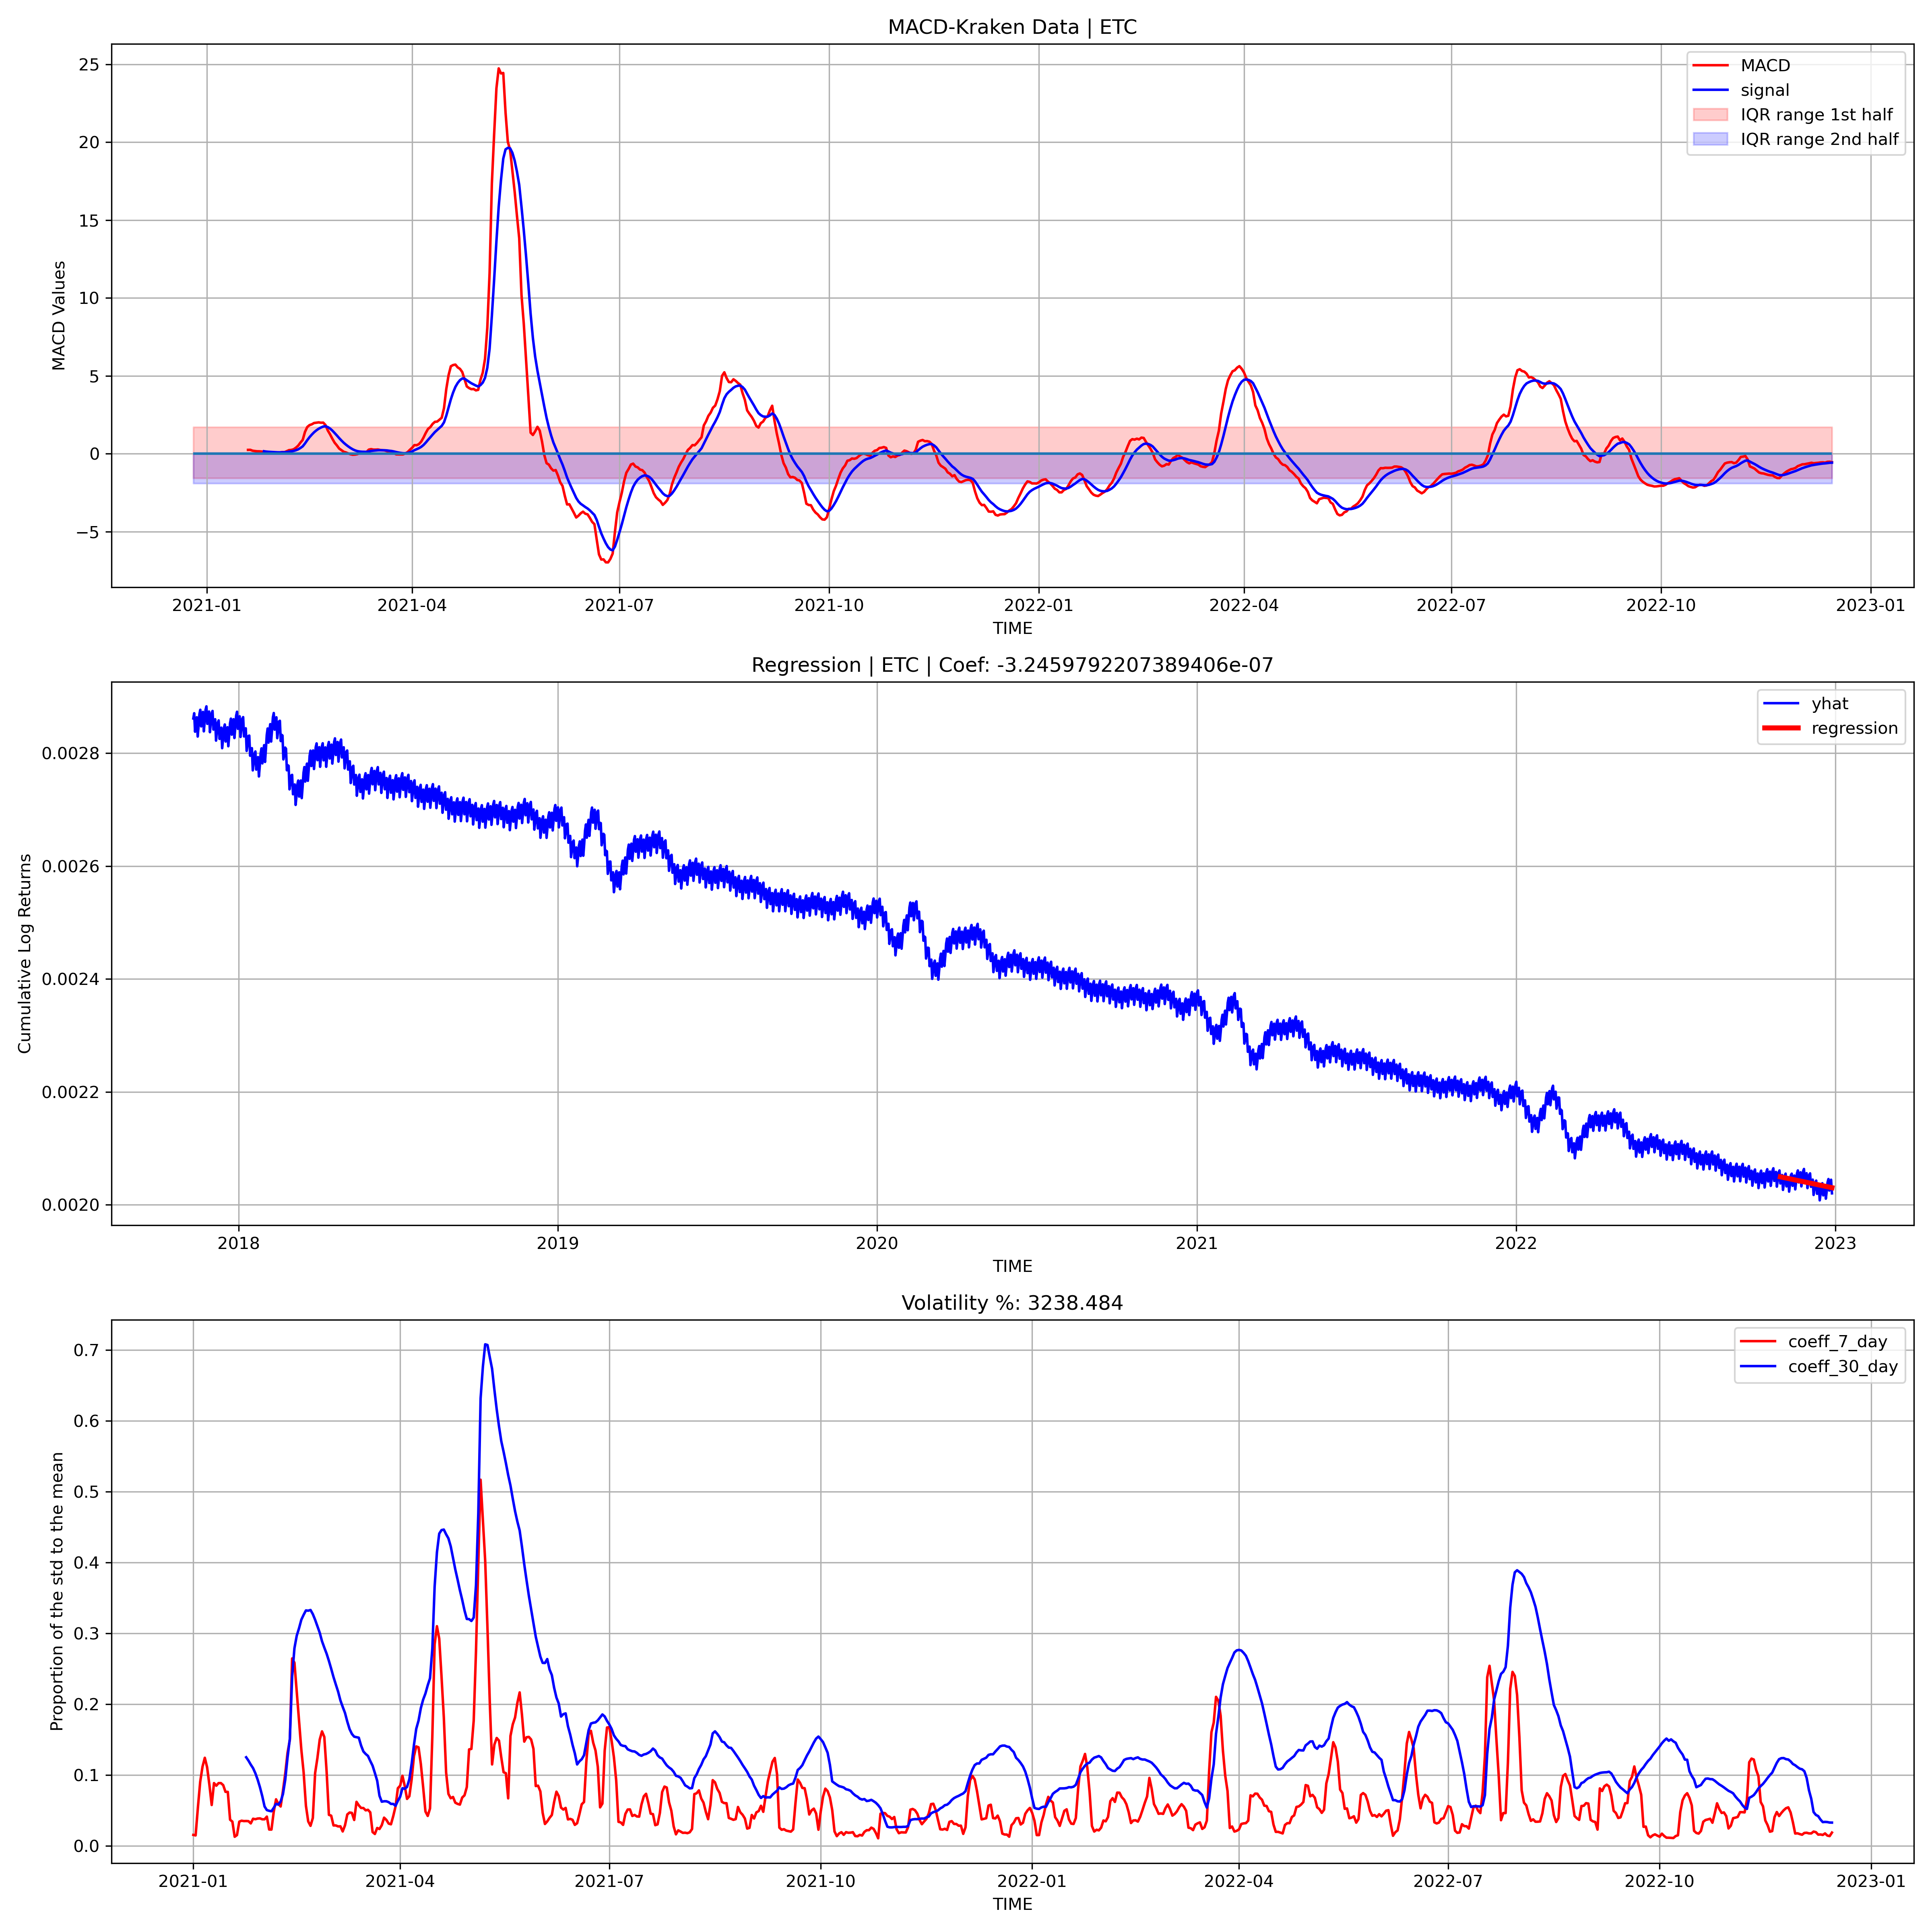 MACD-Kraken Data | ETC
MACD
signal
IQR range 1st half
IQR range 2nd half
MACD Values
25
20
15
10
5
0
−5
2021-01 2021-04 2021-07 2021-10 2022-01 2022-04 2022-07 2022-10 2023-01
TIME
Regression | ETC | Coef: -3.2459792207389406e-07
yhat
regression
Cumulative Log Returns
0.0028
0.0026
0.0024
0.0022
0.0020
2018 2019 2020 2021 2022 2023
TIME
Volatility %: 3238.484
coeff_7_day
coeff_30_day
Proportion of the std to the mean
0.7
0.6
0.5
0.4
0.3
0.2
0.1
0.0
2021-01 2021-04 2021-07 2021-10 2022-01 2022-04 2022-07 2022-10 2023-01
TIME